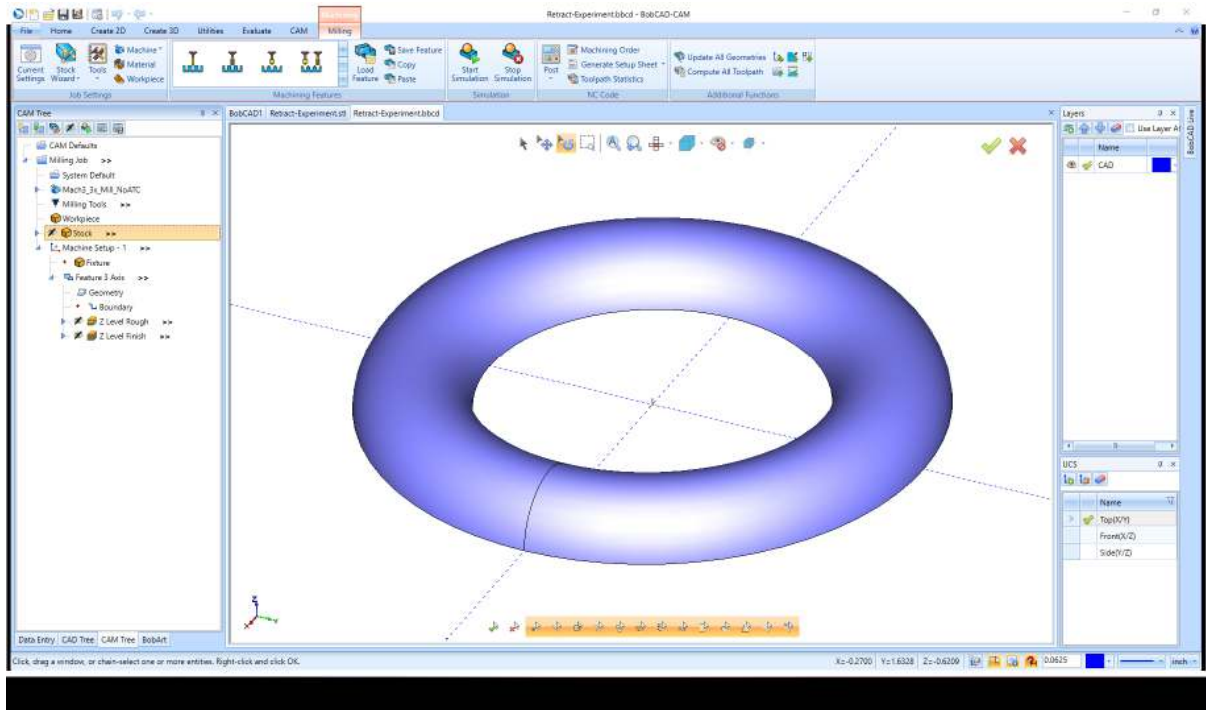 Retract-Experiment.bbcd - BobCAD-CAM
File Home Create 2D Create 3D Utilities Evaluate CAM Milling
Current Settings
Stock Wizard
Tools
Machine
Material
Workpiece
Job Settings
Load Feature
Save Feature
Copy
Paste
Machining Features
Start Simulation
Stop Simulation
Simulation
Post
Machining Order
Generate Setup Sheet
Toolpath Statistics
NC Code
Update All Geometries
Compute All Toolpath
Additional Functions
CAM Tree
CAM Defaults
Milling Job >>
System Default
Mach3_3x_Mill_NoATC
Milling Tools >>
Workpiece
Stock >>
Machine Setup - 1 >>
Fixture
Feature 3 Axis >>
Geometry
Boundary
Z Level Rough >>
Z Level Finish >>
Data Entry CAD Tree CAM Tree BobArt
BobCAD1 Retract-Experiment.stl Retract-Experiment.bbcd
Z
Layers
Use Layer At
Name
CAD
BobCAD Live
UCS
Name
Top(X/Y)
Front(X/Z)
Side(Y/Z)
Click, drag a window, or chain-select one or more entities. Right-click and click OK.
X=-0.2700 Y=1.6328 Z=-0.6209 0.0625 inch